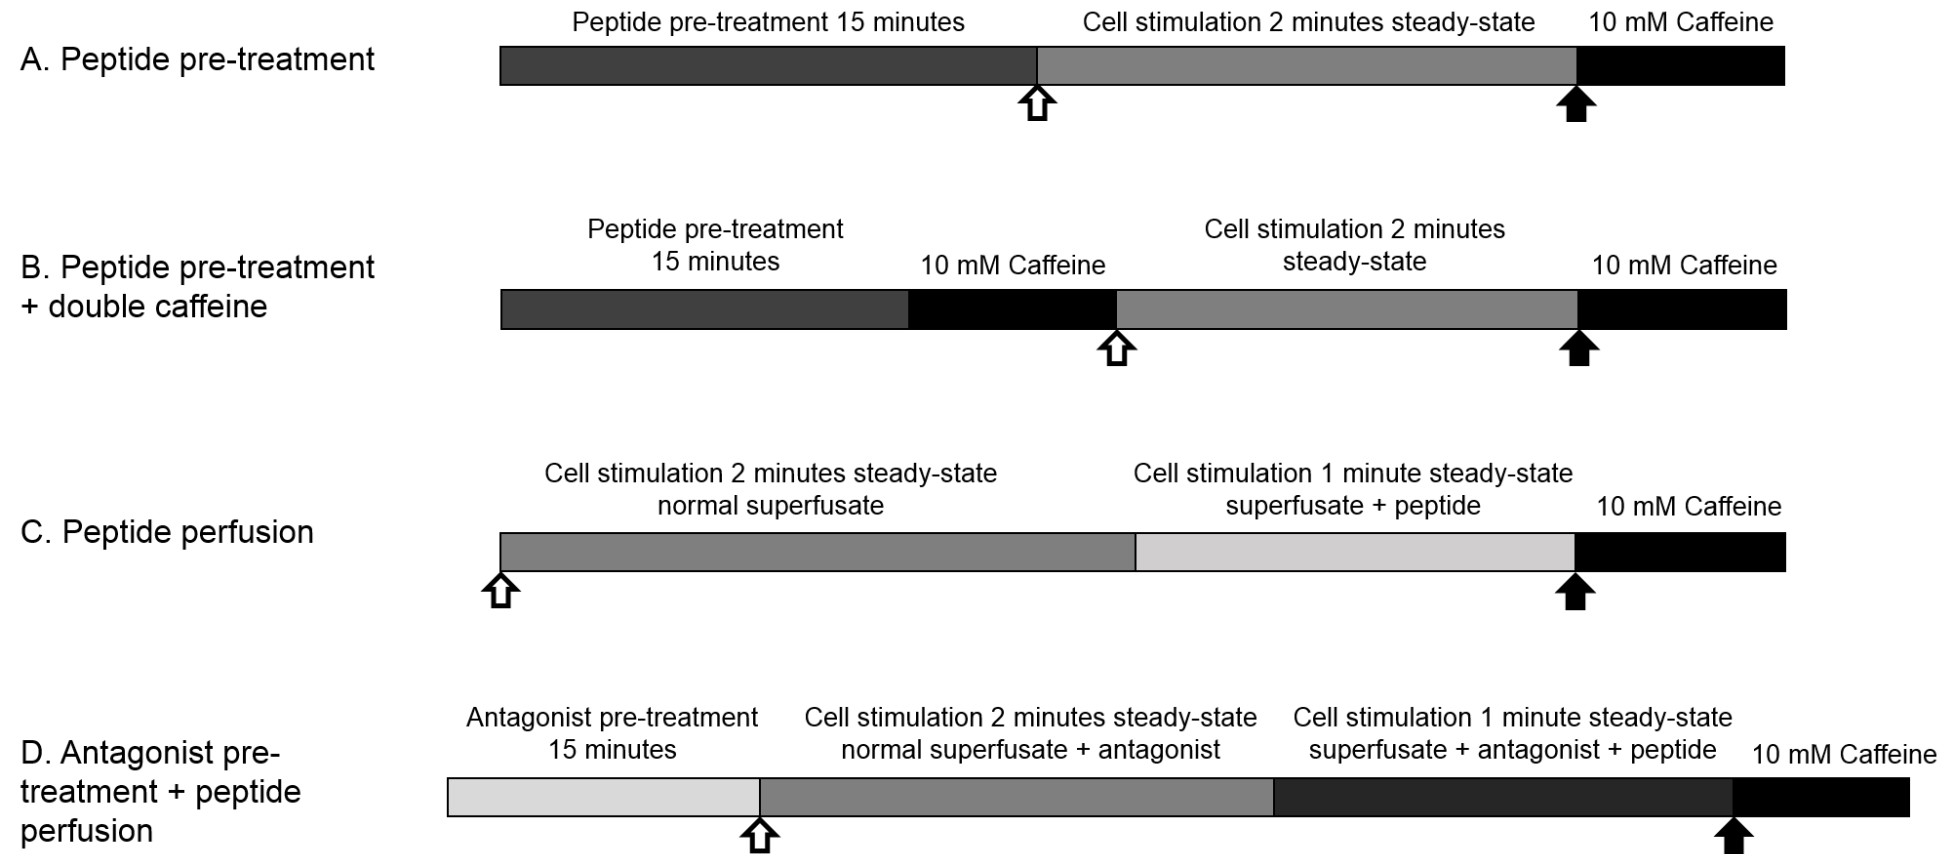 Peptide pre-treatment 15 minutes
Cell stimulation 2 minutes steady-state
10 mM Caffeine
A. Peptide pre-treatment
Peptide pre-treatment
15 minutes
10 mM Caffeine
Cell stimulation 2 minutes
steady-state
10 mM Caffeine
B. Peptide pre-treatment
+ double caffeine
Cell stimulation 2 minutes steady-state
normal superfusate
Cell stimulation 1 minute steady-state
superfusate + peptide
10 mM Caffeine
C. Peptide perfusion
Antagonist pre-treatment
15 minutes
Cell stimulation 2 minutes steady-state
normal superfusate + antagonist
Cell stimulation 1 minute steady-state
superfusate + antagonist + peptide
10 mM Caffeine
D. Antagonist pre-
treatment + peptide
perfusion